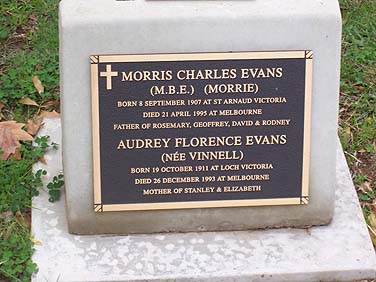 MORRIS CHARLES EVANS
(M.B.E.) (MORRIE)
BORN 8 SEPTEMBER 1907 AT ST ARNAUD VICTORIA
DIED 21 APRIL 1995 AT MELBOURNE
FATHER OF ROSEMARY, GEOFFREY, DAVID & RODNEY
AUDREY FLORENCE EVANS
(NÉE VINNELL)
BORN 19 OCTOBER 1911 AT LOCH VICTORIA
DIED 26 DECEMBER 1993 AT MELBOURNE
MOTHER OF STANLEY & ELIZABETH